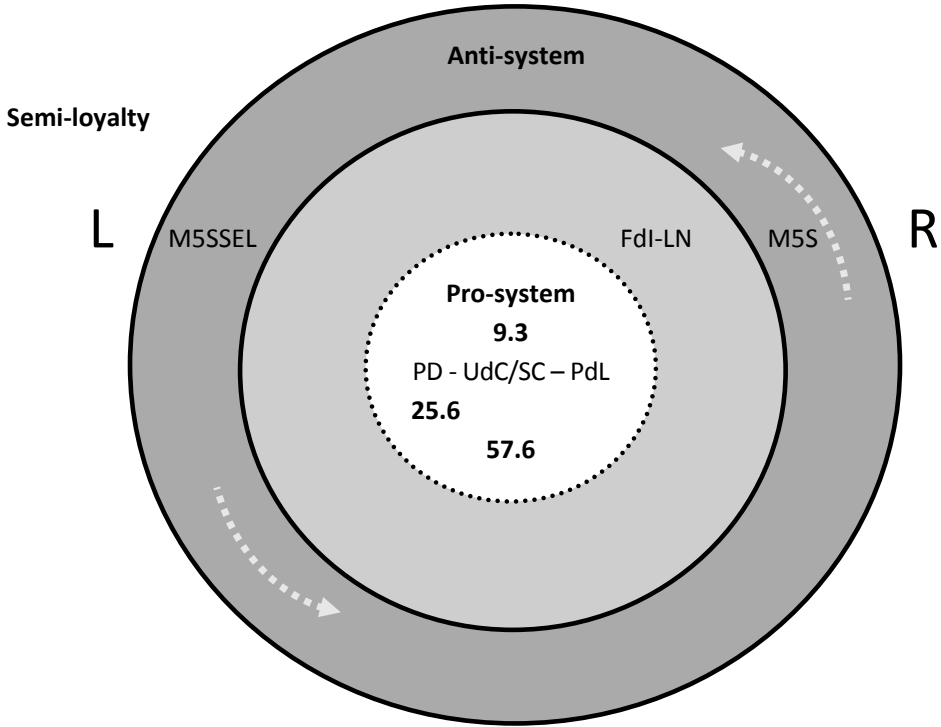 Anti-system
Semi-loyalty
L
M5SSEL
FdI-LN
M5S
R
Pro-system
9.3
PD - UdC/SC – PdL
25.6
57.6